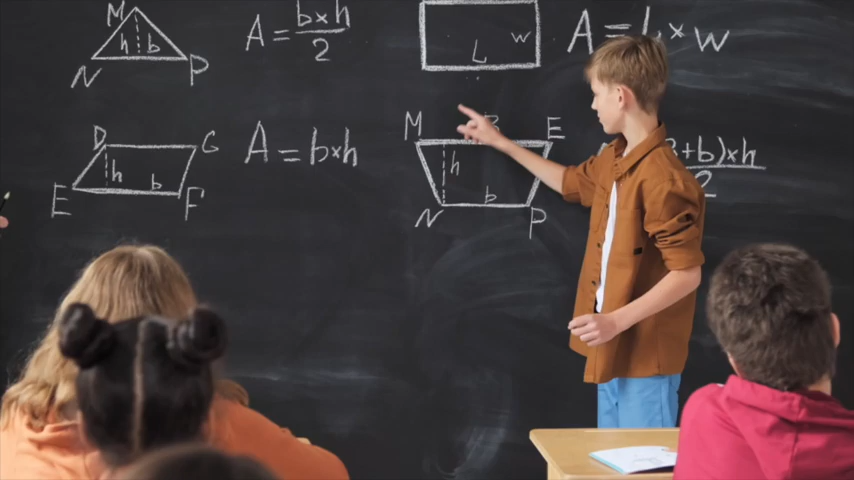 M
h b
N P
A = b×h
2
L W
A = L × W
D G
h
b
E F
A = b×h
M B E
h
b
N P
B+b)×h
2